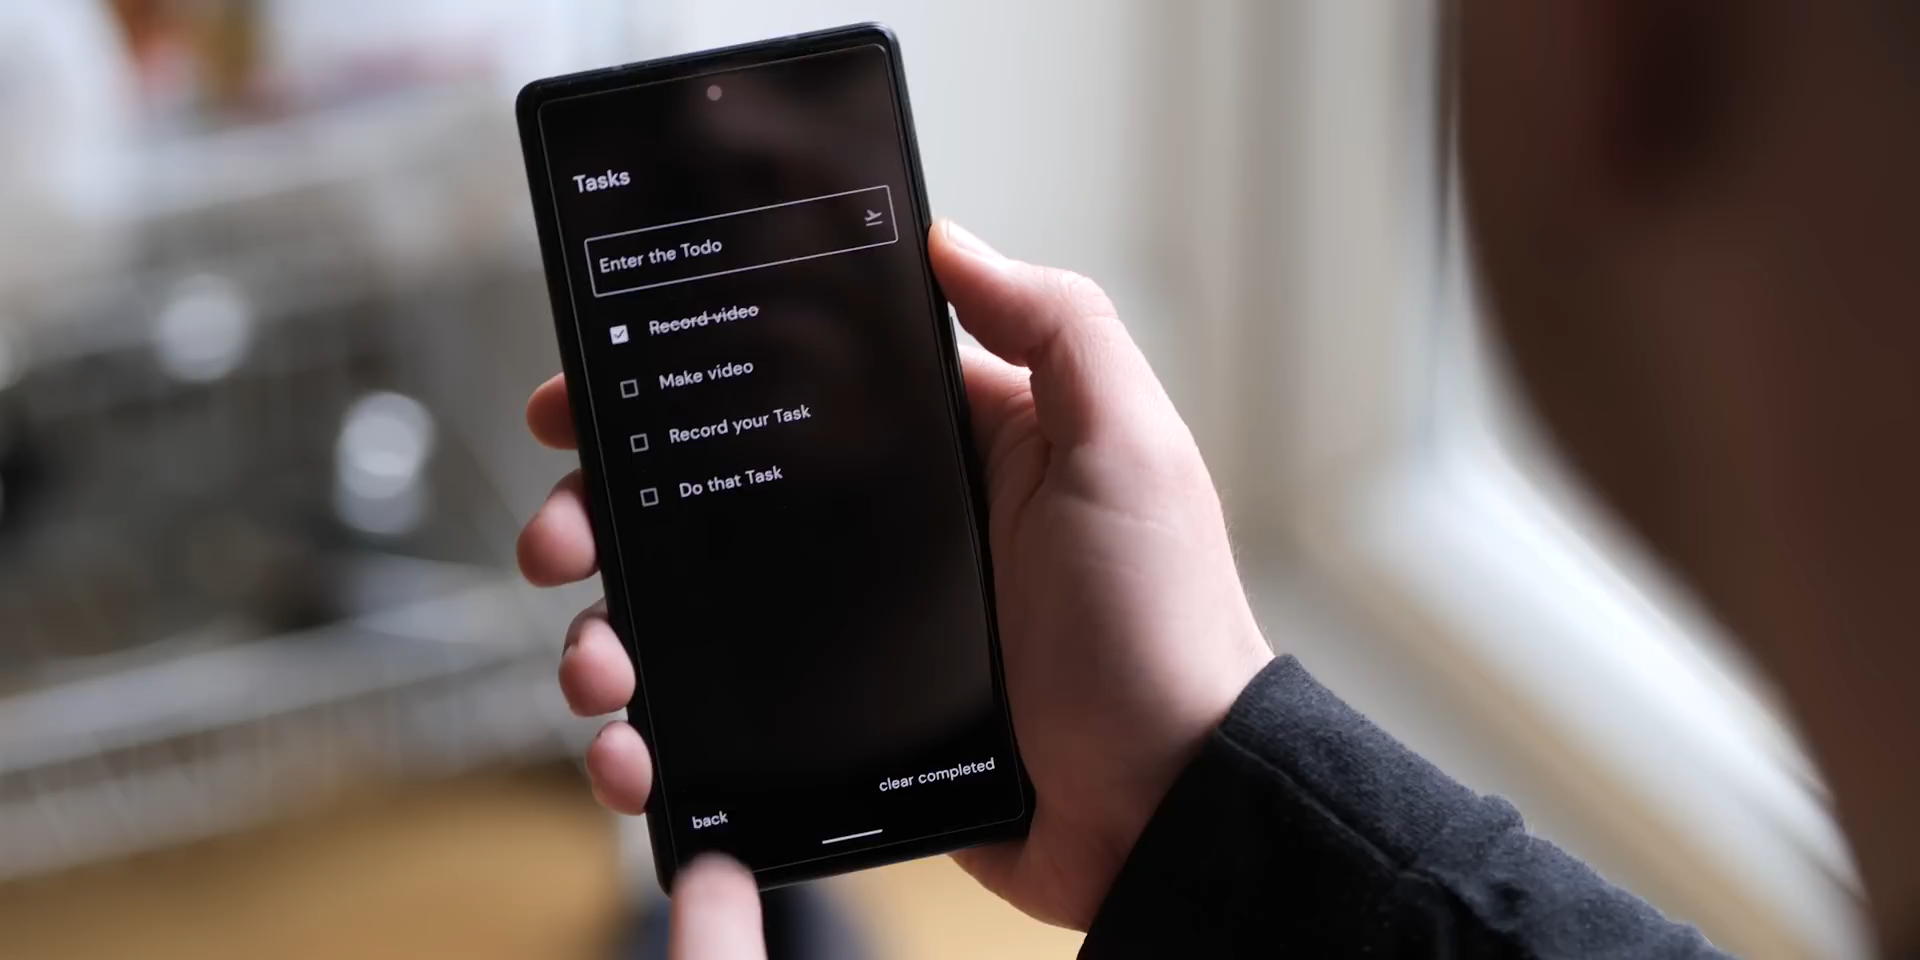 Tasks
Enter the Todo
Record video
Make video
Record your Task
Do that Task
clear completed
back